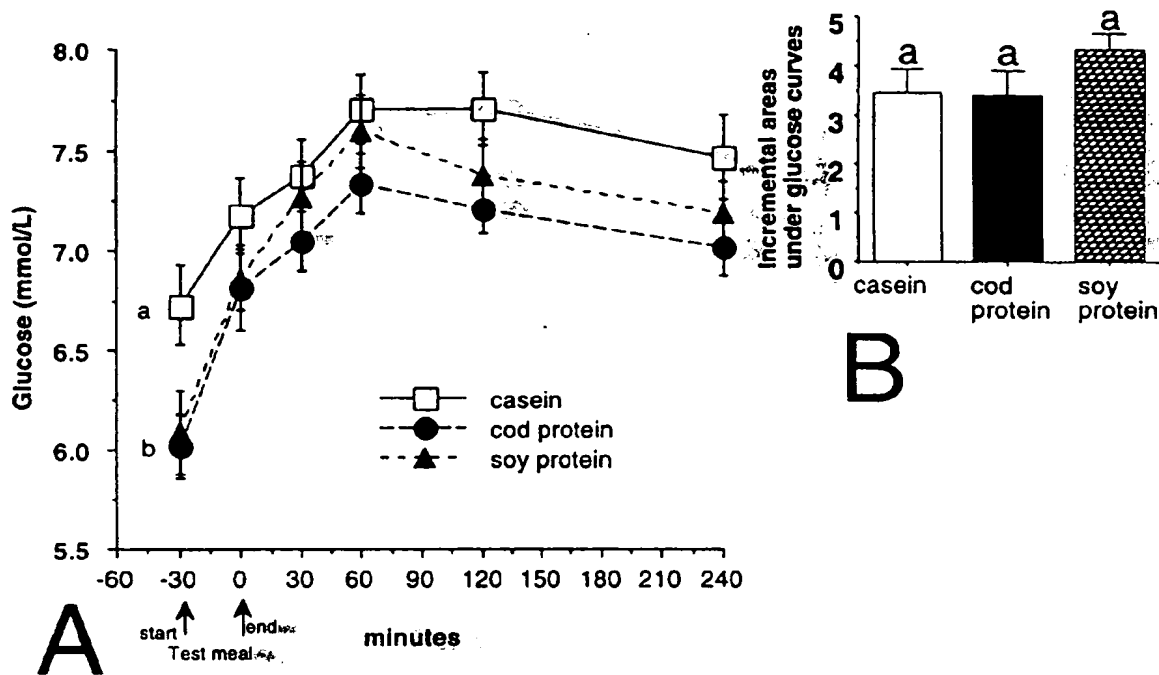 8.0
7.5
7.0
6.5
6.0
5.5
Glucose (mmol/L)
a
b
casein
cod protein
soy protein
-60 -30 0 30 60 90 120 150 180 210 240
start
end
Test meal
minutes
A
5
4
3
2
1
0
Incremental areas
under glucose curves
a a a
casein
cod
protein
soy
protein
B